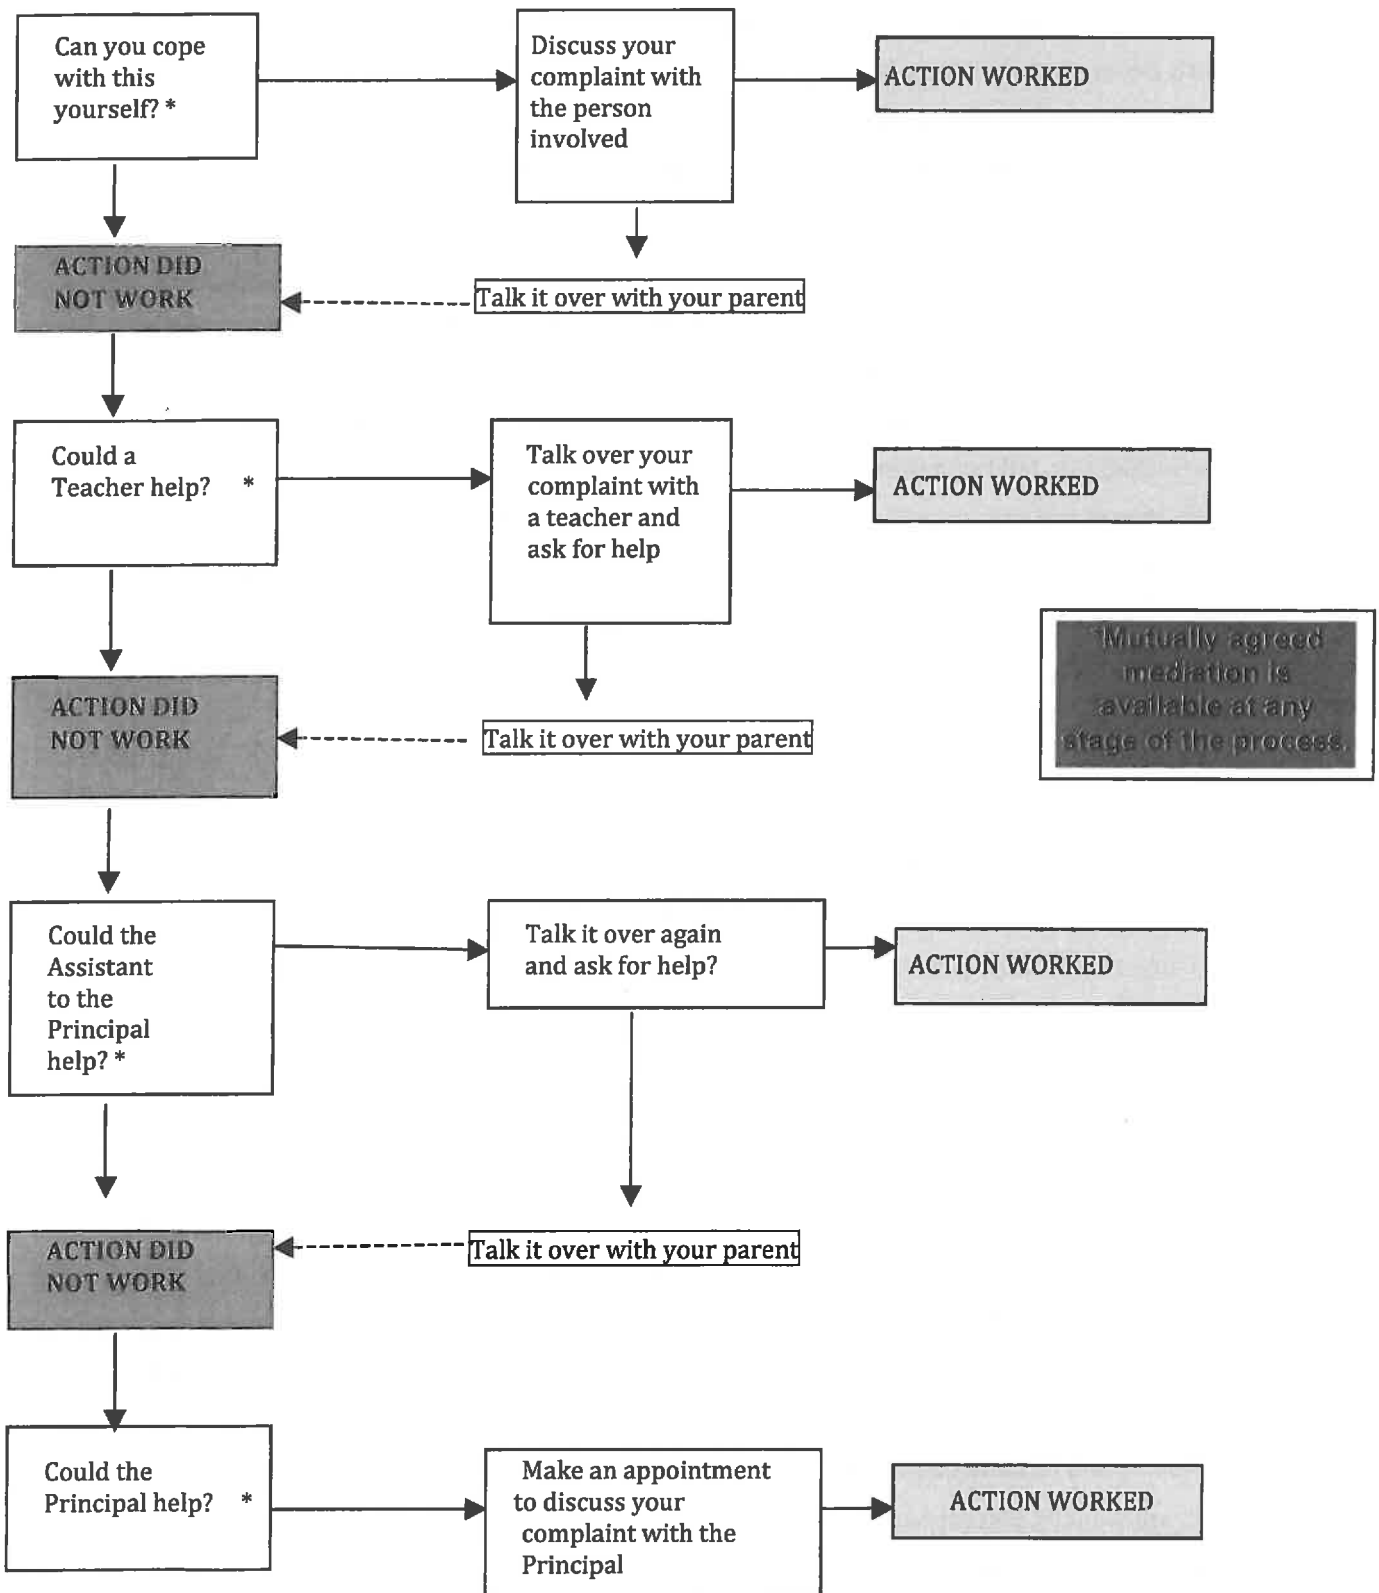 Can you cope
with this
yourself? *
Discuss your
complaint with
the person
involved
ACTION WORKED
ACTION DID
NOT WORK
Talk it over with your parent
Could a
Teacher help? *
Talk over your
complaint with
a teacher and
ask for help
ACTION WORKED
*Mutually agreed
mediation is
available at any
stage of the process.
ACTION DID
NOT WORK
Talk it over with your parent
Could the
Assistant
to the
Principal
help? *
Talk it over again
and ask for help?
ACTION WORKED
ACTION DID
NOT WORK
Talk it over with your parent
Could the
Principal help? *
Make an appointment
to discuss your
complaint with the
Principal
ACTION WORKED